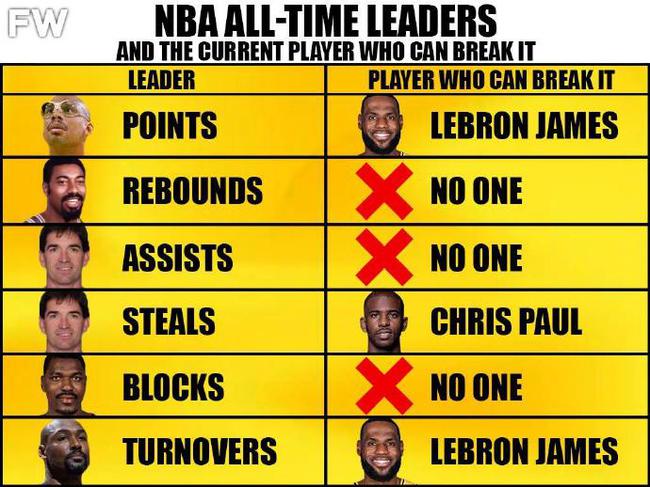 FW
NBA ALL-TIME LEADERS
AND THE CURRENT PLAYER WHO CAN BREAK IT
LEADER PLAYER WHO CAN BREAK IT
POINTS LEBRON JAMES
REBOUNDS NO ONE
ASSISTS NO ONE
STEALS CHRIS PAUL
BLOCKS NO ONE
TURNOVERS LEBRON JAMES